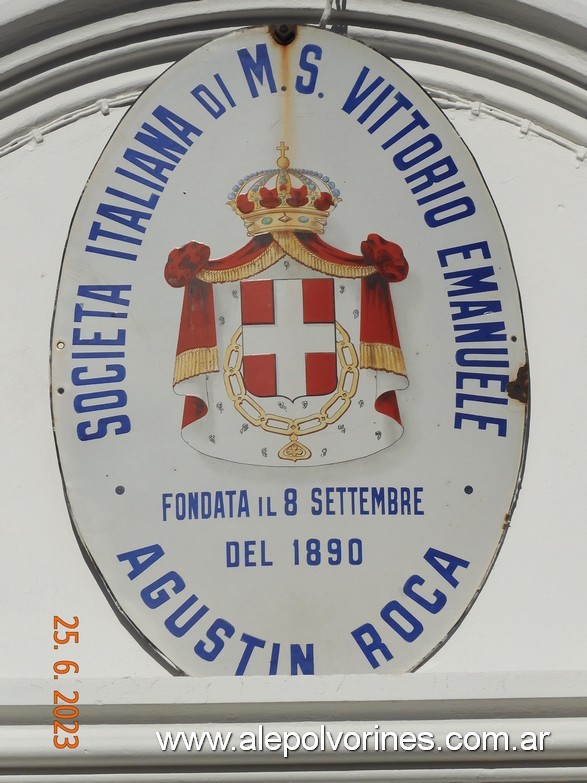 SOCIETA ITALIANA DI M.S. VITTORIO EMANUELE
FONDATA IL 8 SETTEMBRE
DEL 1890
AGUSTIN ROCA
25. 6. 2023
www.alepolvorines.com.ar